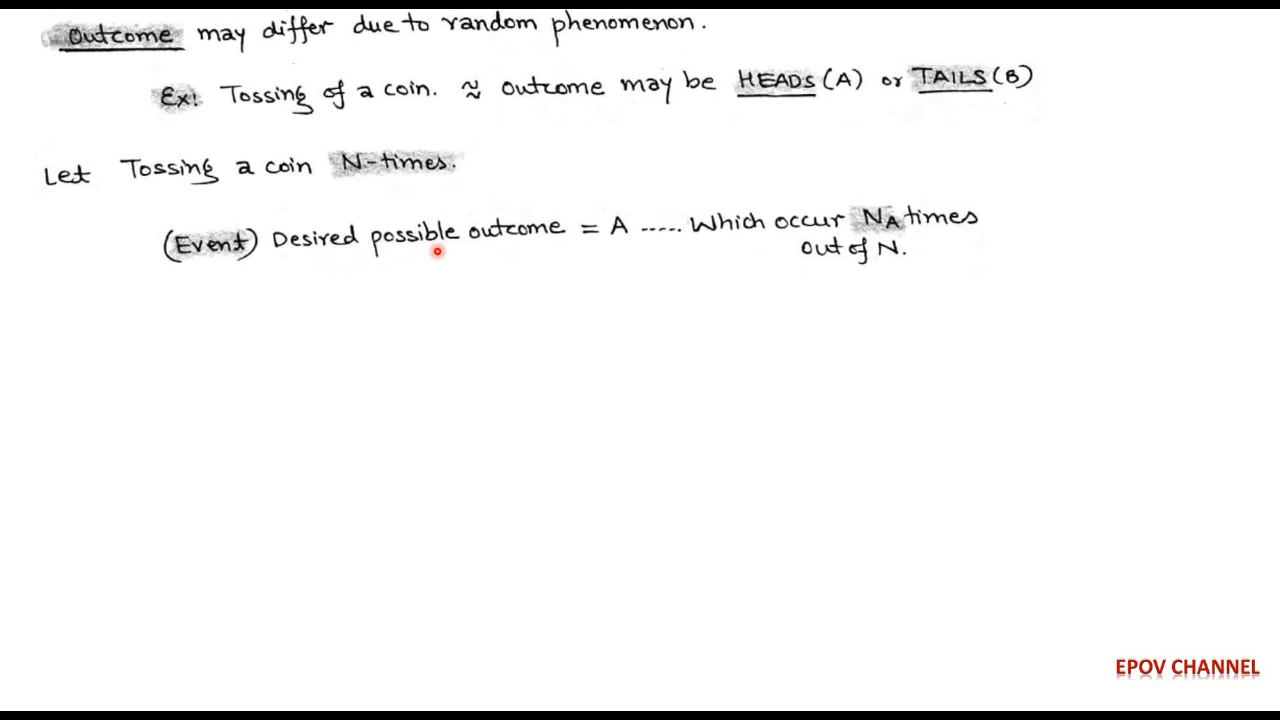 Outcome may differ due to random phenomenon.
Ex: Tossing of a coin. ≈ outcome may be HEADS (A) or TAILS (B)
Let Tossing a coin N-times.
(Event) Desired possible outcome = A ..... Which occur N_A times
out of N.
EPOV CHANNEL